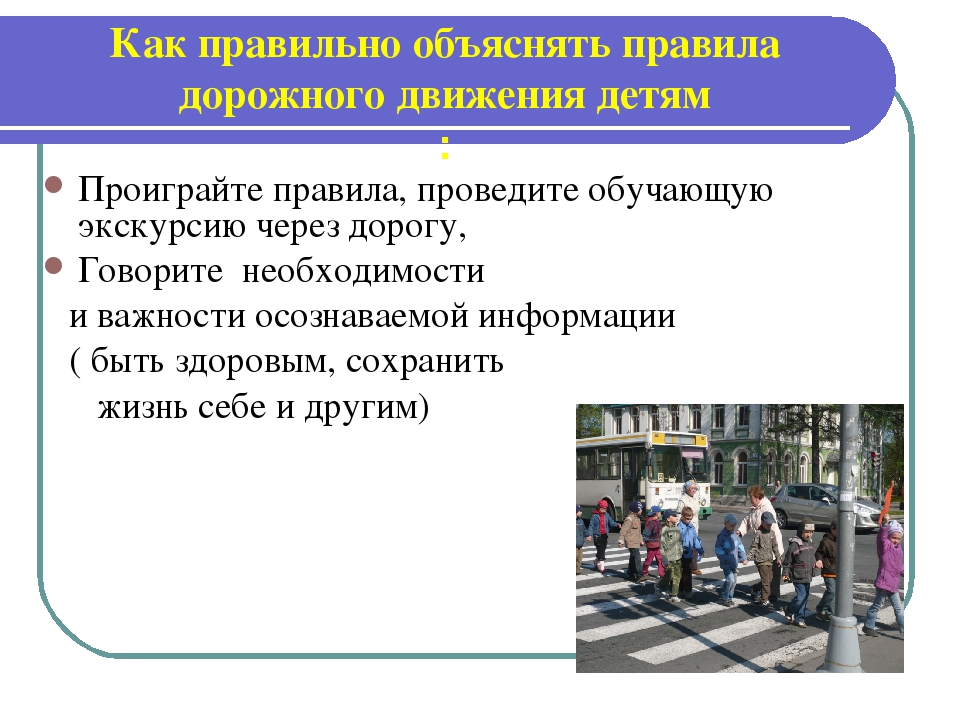 Как правильно объяснять правила
дорожного движения детям
:
Проиграйте правила, проведите обучающую
экскурсию через дорогу,
Говорите необходимости
и важности осознаваемой информации
( быть здоровым, сохранить
жизнь себе и другим)